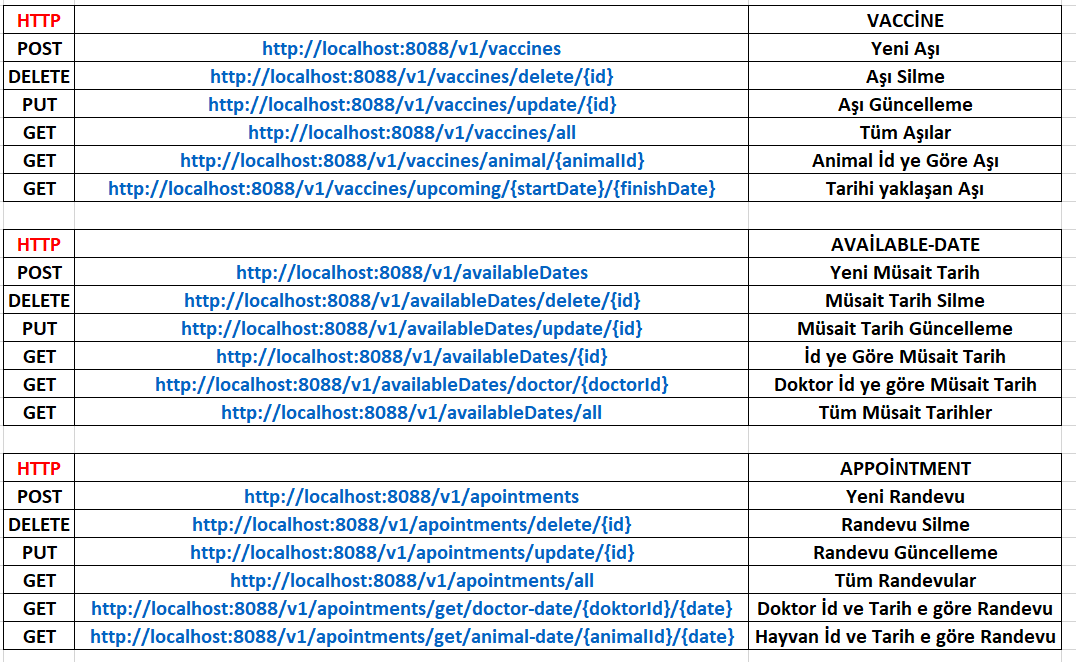 HTTP VACCİNE
POST http://localhost:8088/v1/vaccines Yeni Aşı
DELETE http://localhost:8088/v1/vaccines/delete/{id} Aşı Silme
PUT http://localhost:8088/v1/vaccines/update/{id} Aşı Güncelleme
GET http://localhost:8088/v1/vaccines/all Tüm Aşılar
GET http://localhost:8088/v1/vaccines/animal/{animalId} Animal İd ye Göre Aşı
GET http://localhost:8088/v1/vaccines/upcoming/{startDate}/{finishDate} Tarihi yaklaşan Aşı
HTTP AVAİLABLE-DATE
POST http://localhost:8088/v1/availableDates Yeni Müsait Tarih
DELETE http://localhost:8088/v1/availableDates/delete/{id} Müsait Tarih Silme
PUT http://localhost:8088/v1/availableDates/update/{id} Müsait Tarih Güncelleme
GET http://localhost:8088/v1/availableDates/{id} İd ye Göre Müsait Tarih
GET http://localhost:8088/v1/availableDates/doctor/{doctorId} Doktor İd ye göre Müsait Tarih
GET http://localhost:8088/v1/availableDates/all Tüm Müsait Tarihler
HTTP APPOİNTMENT
POST http://localhost:8088/v1/apointments Yeni Randevu
DELETE http://localhost:8088/v1/apointments/delete/{id} Randevu Silme
PUT http://localhost:8088/v1/apointments/update/{id} Randevu Güncelleme
GET http://localhost:8088/v1/apointments/all Tüm Randevular
GET http://localhost:8088/v1/apointments/get/doctor-date/{doktorId}/{date} Doktor İd ve Tarih e göre Randevu
GET http://localhost:8088/v1/apointments/get/animal-date/{animalId}/{date} Hayvan İd ve Tarih e göre Randevu